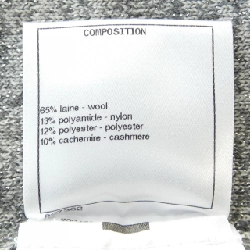 COMPOSITION
65% laine - wool
13% polyamide - nylon
12% polyester - polyester
10% cachemire - cashmere